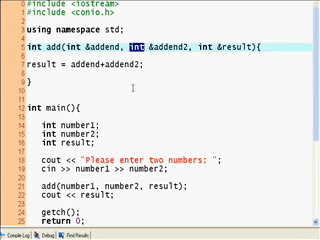 #include <iostream>
#include <conio.h>
using namespace std;
int add(int &addend, int &addend2, int &result){
result = addend+addend2;
}
int main(){
int number1;
int number2;
int result;
cout << "Please enter two numbers: ";
cin >> number1 >> number2;
add(number1, number2, result);
cout << result;
getch();
return 0;
Compile Log Debug Find Results